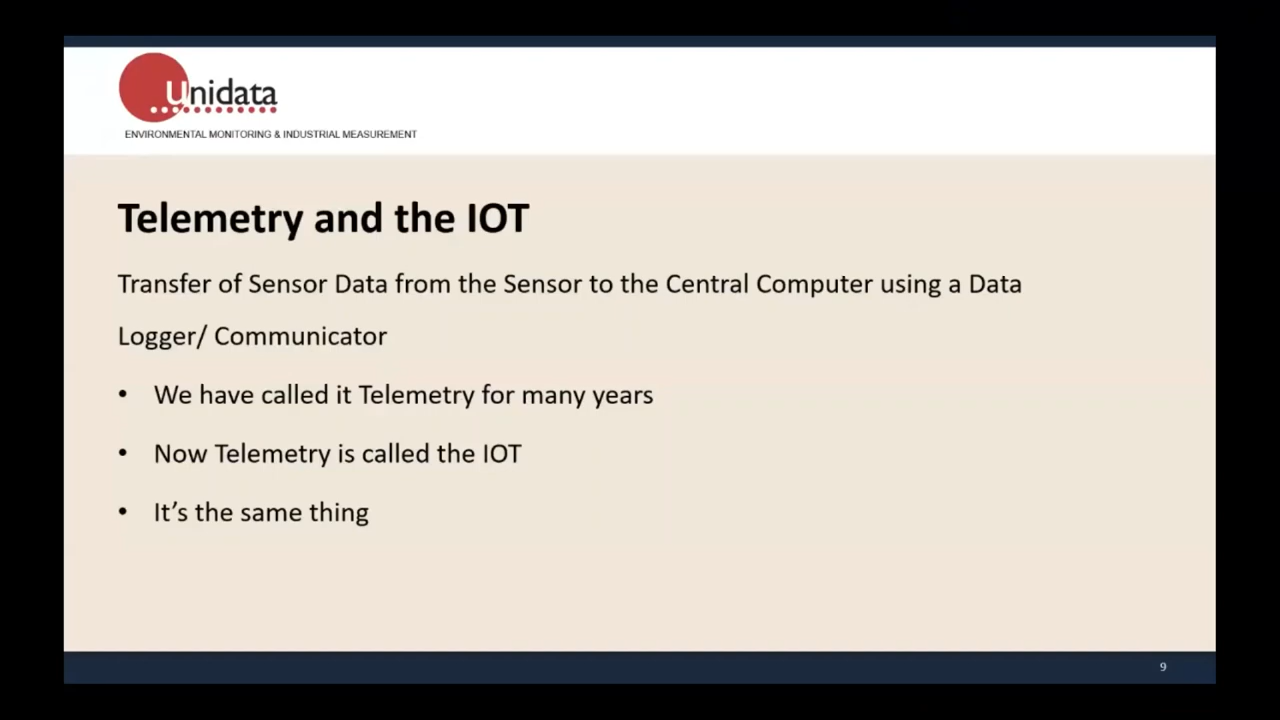 Unidata
ENVIRONMENTAL MONITORING & INDUSTRIAL MEASUREMENT
Telemetry and the IOT
Transfer of Sensor Data from the Sensor to the Central Computer using a Data
Logger/ Communicator
• We have called it Telemetry for many years
• Now Telemetry is called the IOT
• It’s the same thing
9